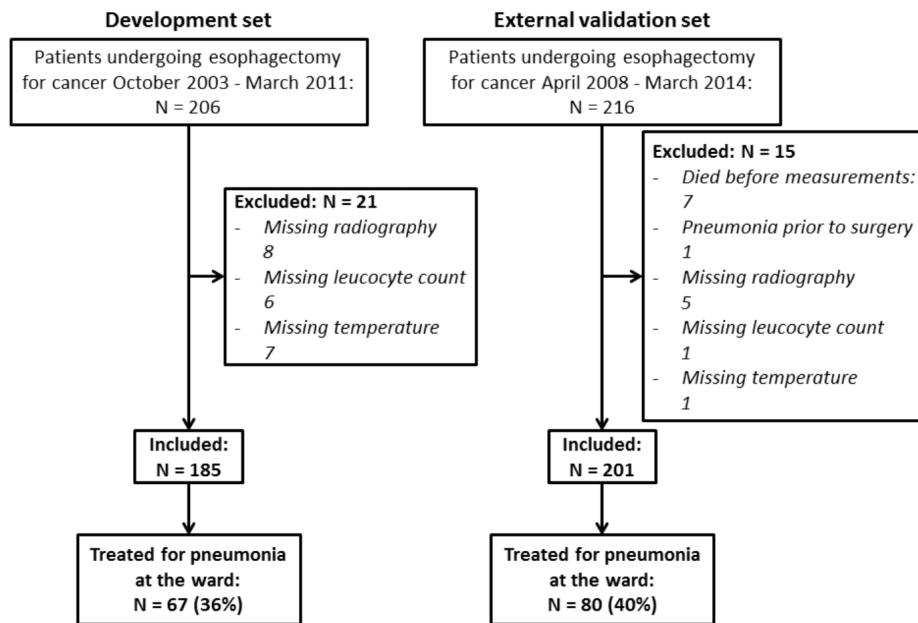 Development set
Patients undergoing esophagectomy
for cancer October 2003 - March 2011:
N = 206
Excluded: N = 21
- Missing radiography
8
- Missing leucocyte count
6
- Missing temperature
7
Included:
N = 185
Treated for pneumonia
at the ward:
N = 67 (36%)
External validation set
Patients undergoing esophagectomy
for cancer April 2008 - March 2014:
N = 216
Excluded: N = 15
- Died before measurements:
7
- Pneumonia prior to surgery
1
- Missing radiography
5
- Missing leucocyte count
1
- Missing temperature
1
Included:
N = 201
Treated for pneumonia
at the ward:
N = 80 (40%)